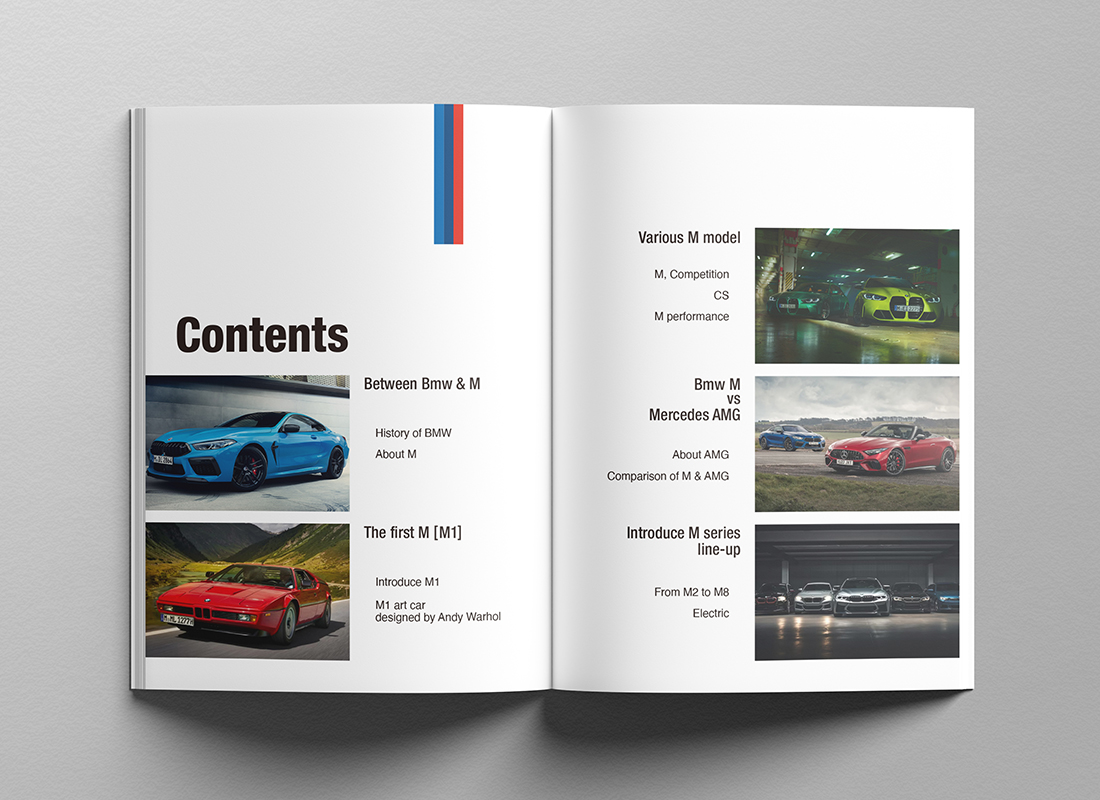 Contents
Between Bmw & M
History of BMW
About M
The first M [M1]
Introduce M1
M1 art car
designed by Andy Warhol
Various M model
M, Competition
CS
M performance
Bmw M
vs
Mercedes AMG
About AMG
Comparison of M & AMG
Introduce M series
line-up
From M2 to M8
Electric